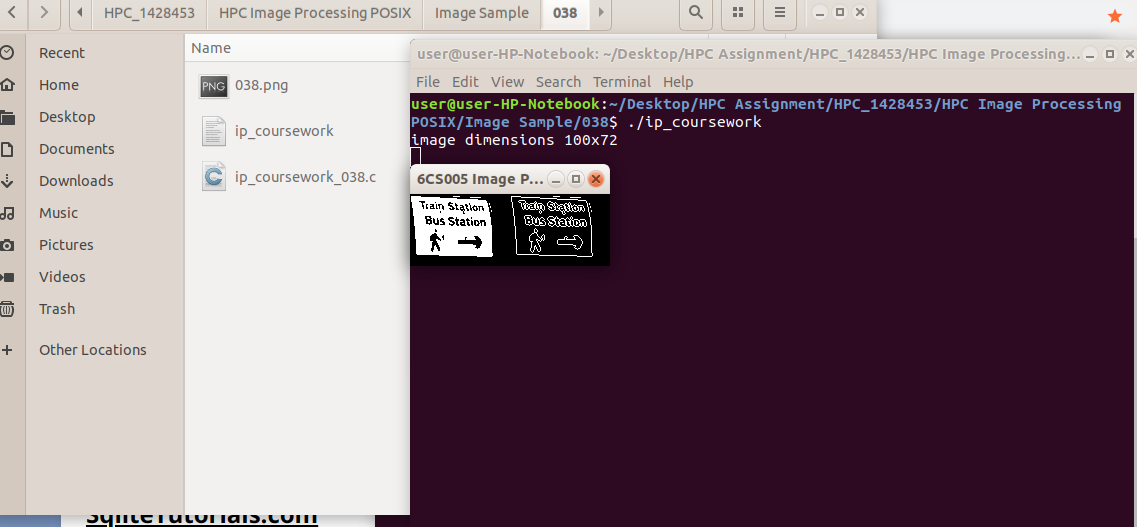 HPC_1428453 HPC Image Processing POSIX Image Sample 038
Recent
Home
Desktop
Documents
Downloads
Music
Pictures
Videos
Trash
Other Locations
Name
PNG 038.png
ip_coursework
C ip_coursework_038.c
user@user-HP-Notebook: ~/Desktop/HPC Assignment/HPC_1428453/HPC Image Processing...
File Edit View Search Terminal Help
user@user-HP-Notebook:~/Desktop/HPC Assignment/HPC_1428453/HPC Image Processing
POSIX/Image Sample/038$ ./ip_coursework
image dimensions 100x72
6CS005 Image P...
Train Station Train Station
Bus Station Bus Station
SqliteTutorials.com